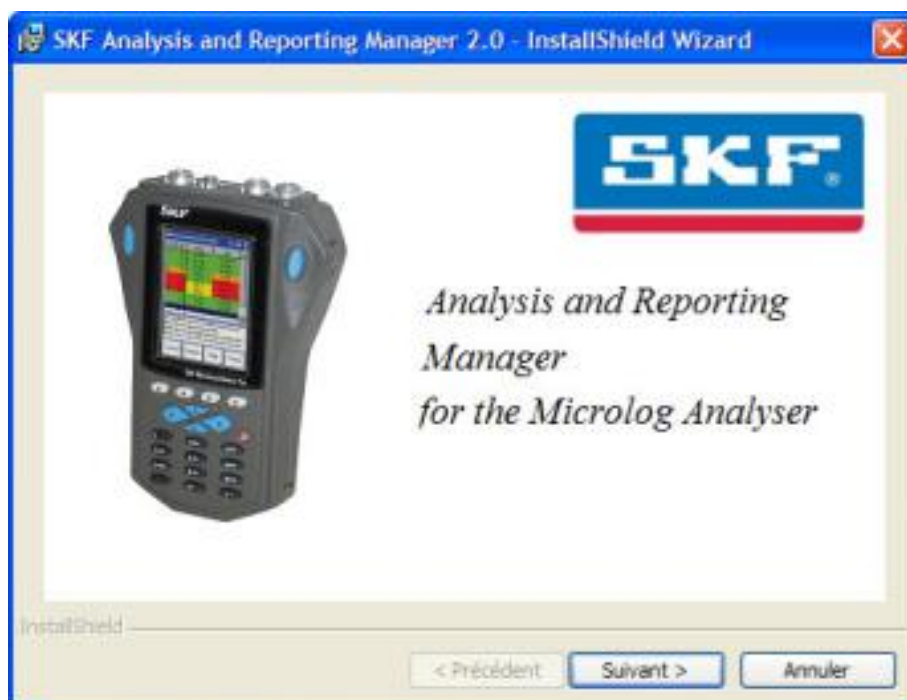 SKF Analysis and Reporting Manager 2.0 - InstallShield Wizard
SKF®
SKF
Analysis and Reporting
Manager
for the Microlog Analyser
InstallShield
< Précédent
Suivant >
Annuler